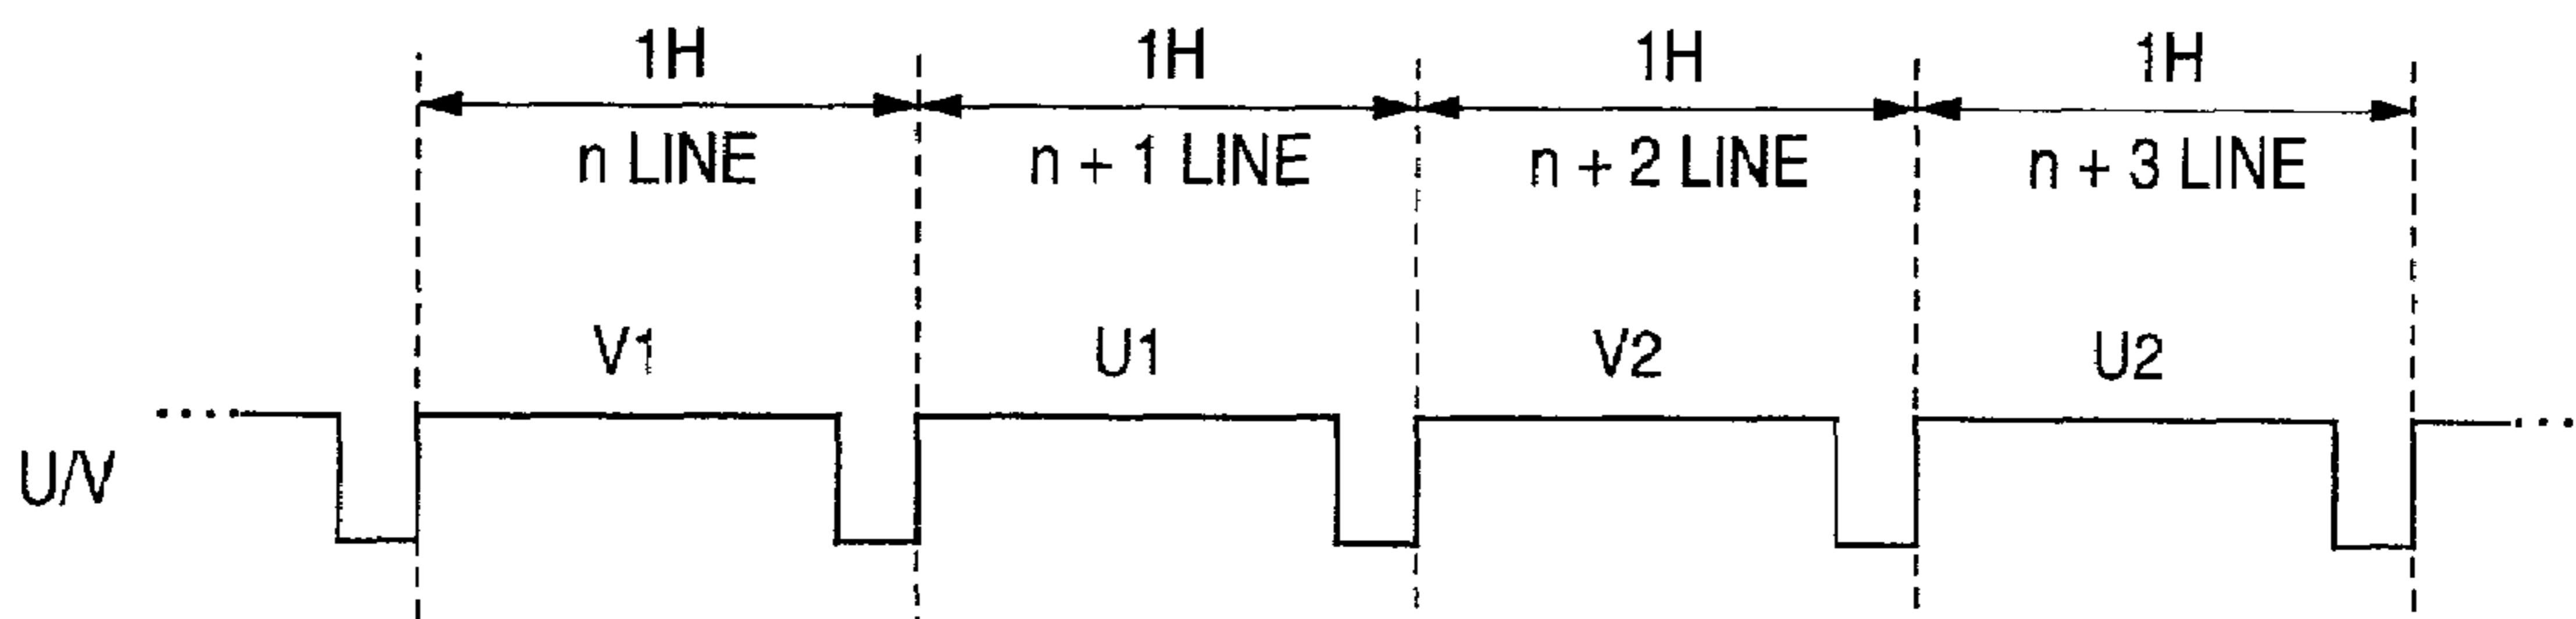 1H 1H 1H 1H
n LINE n + 1 LINE n + 2 LINE n + 3 LINE
V1 U1 V2 U2
U/V